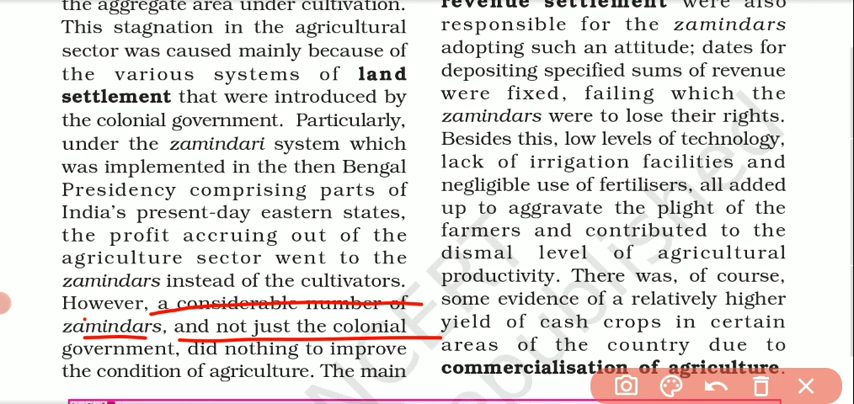 the aggregate area under cultivation.
This stagnation in the agricultural
sector was caused mainly because of
the various systems of land
settlement that were introduced by
the colonial government. Particularly,
under the zamindari system which
was implemented in the then Bengal
Presidency comprising parts of
India's present-day eastern states,
the profit accruing out of the
agriculture sector went to the
zamindars instead of the cultivators.
However, a considerable number of
zamindars, and not just the colonial
government, did nothing to improve
the condition of agriculture. The main
revenue settlement were also
responsible for the zamindars
adopting such an attitude; dates for
depositing specified sums of revenue
were fixed, failing which the
zamindars were to lose their rights.
Besides this, low levels of technology,
lack of irrigation facilities and
negligible use of fertilisers, all added
up to aggravate the plight of the
farmers and contributed to the
dismal level of agricultural
productivity. There was, of course,
some evidence of a relatively higher
yield of cash crops in certain
areas of the country due to
commercialisation of agriculture.
NCERT
republished